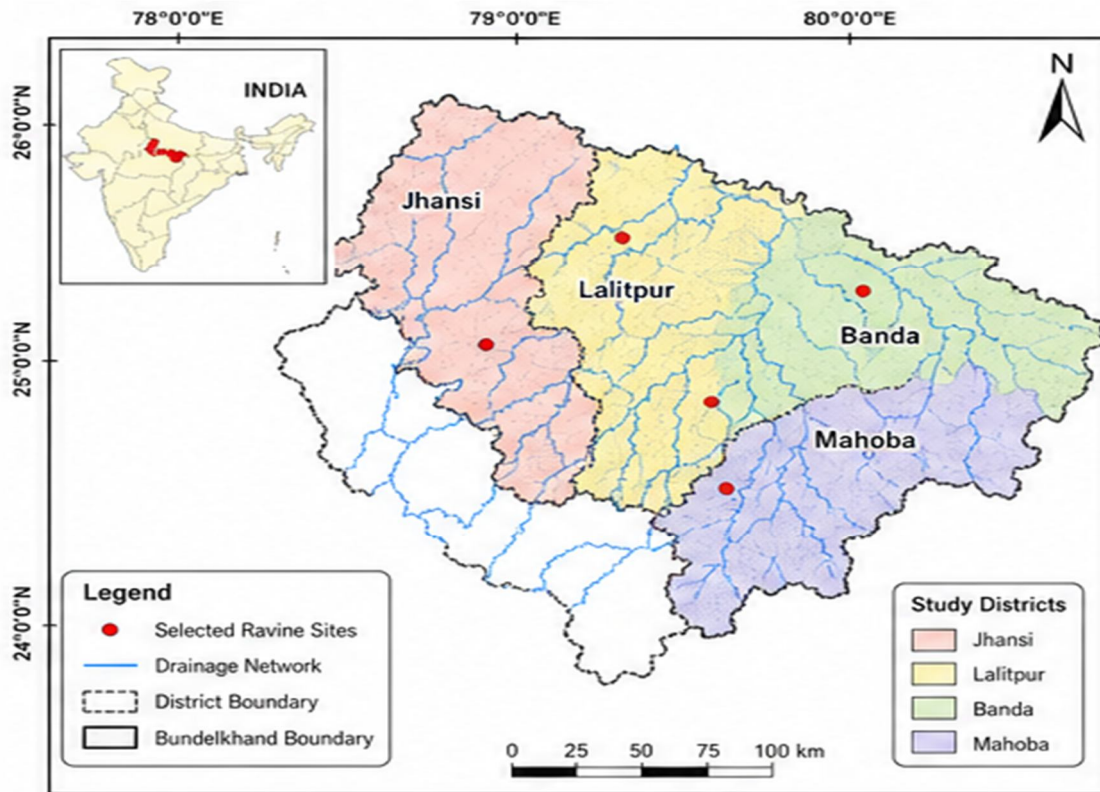 78°0'0"E
79°0'0"E
80°0'0"E
26°0'0"N
25°0'0"N
24°0'0"N
INDIA
N
Jhansi
Lalitpur
Banda
Mahoba
Legend
Selected Ravine Sites
Drainage Network
District Boundary
Bundelkhand Boundary
0 25 50 75 100 km
Study Districts
Jhansi
Lalitpur
Banda
Mahoba